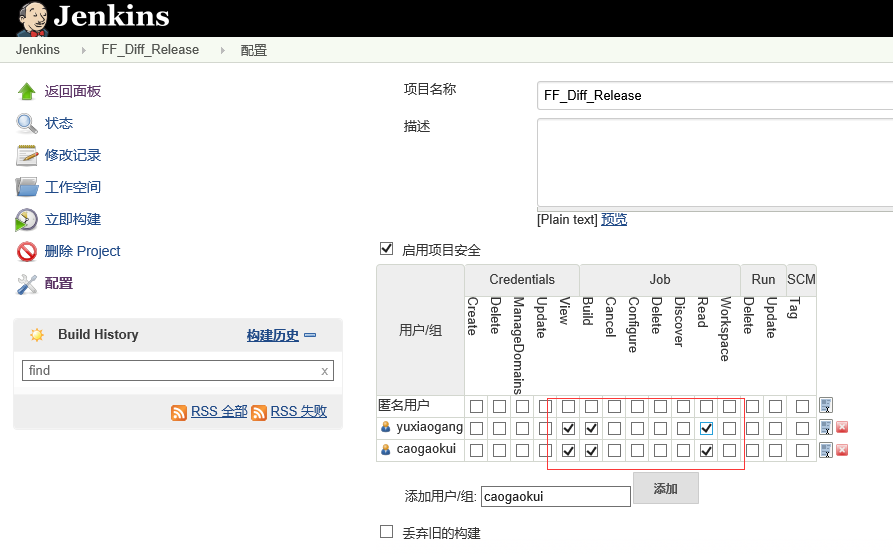 Jenkins
Jenkins FF_Diff_Release 配置
返回面板
状态
修改记录
工作空间
立即构建
删除 Project
配置
Build History 构建历史
find x
RSS 全部 RSS 失败
项目名称 FF_Diff_Release
描述
[Plain text] 预览
启用项目安全
用户/组 Credentials Job Run SCM
Create Delete ManageDomains Update View Build Cancel Configure Delete Discover Read Workspace Delete Update Tag
匿名用户
yuxiaogang
caogaokui
添加用户/组: caogaokui 添加
丢弃旧的构建